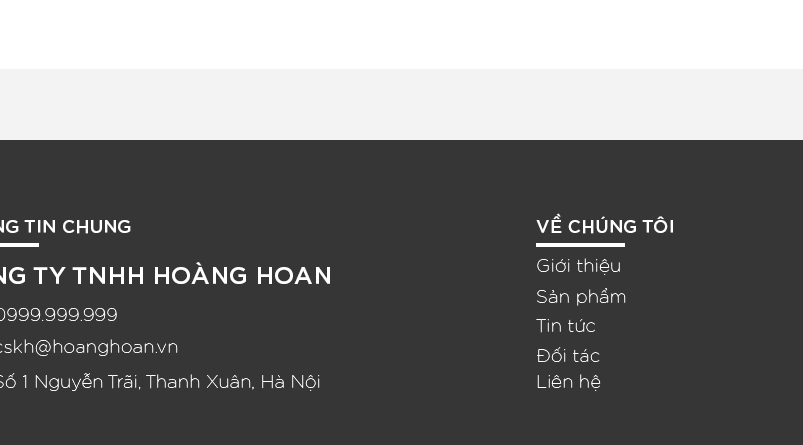 NG TIN CHUNG
NG TY TNHH HOÀNG HOAN
0999.999.999
cskh@hoanghoan.vn
Số 1 Nguyễn Trãi, Thanh Xuân, Hà Nội
VỀ CHÚNG TÔI
Giới thiệu
Sản phẩm
Tin tức
Đối tác
Liên hệ